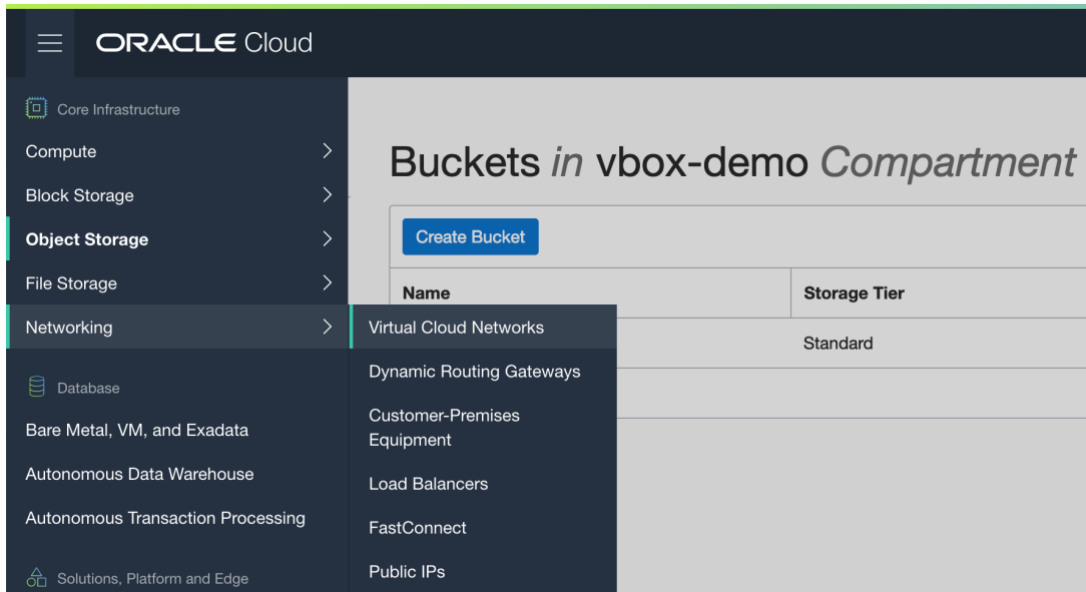 ORACLE Cloud
Core Infrastructure
Compute
Block Storage
Object Storage
File Storage
Networking
Database
Bare Metal, VM, and Exadata
Autonomous Data Warehouse
Autonomous Transaction Processing
Solutions, Platform and Edge
Virtual Cloud Networks
Dynamic Routing Gateways
Customer-Premises
Equipment
Load Balancers
FastConnect
Public IPs
Buckets in vbox-demo Compartment
Create Bucket
Name Storage Tier
Standard